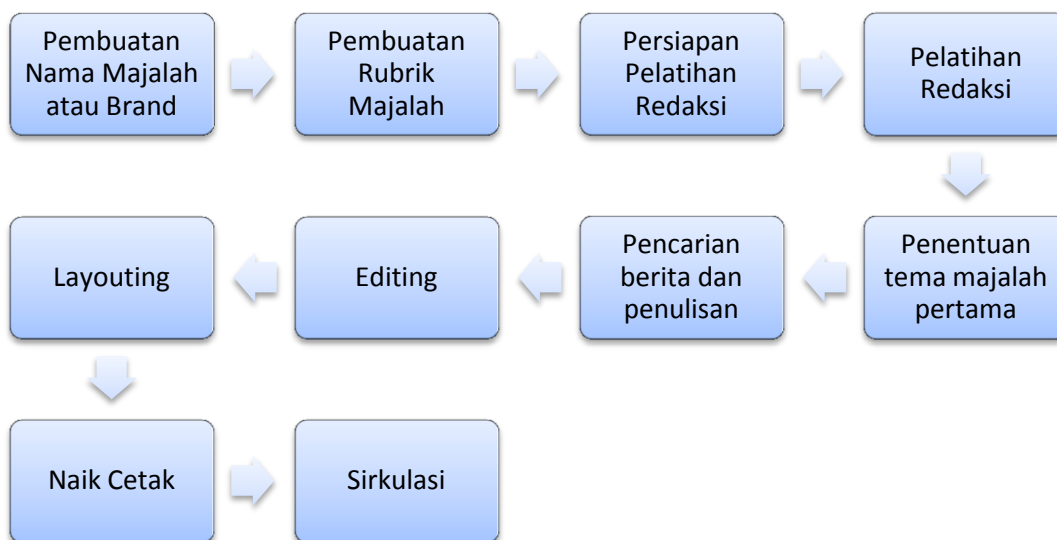 Pembuatan
Nama Majalah
atau Brand
Pembuatan
Rubrik
Majalah
Persiapan
Pelatihan
Redaksi
Pelatihan
Redaksi
Penentuan
tema majalah
pertama
Pencarian
berita dan
penulisan
Editing
Layouting
Naik Cetak
Sirkulasi